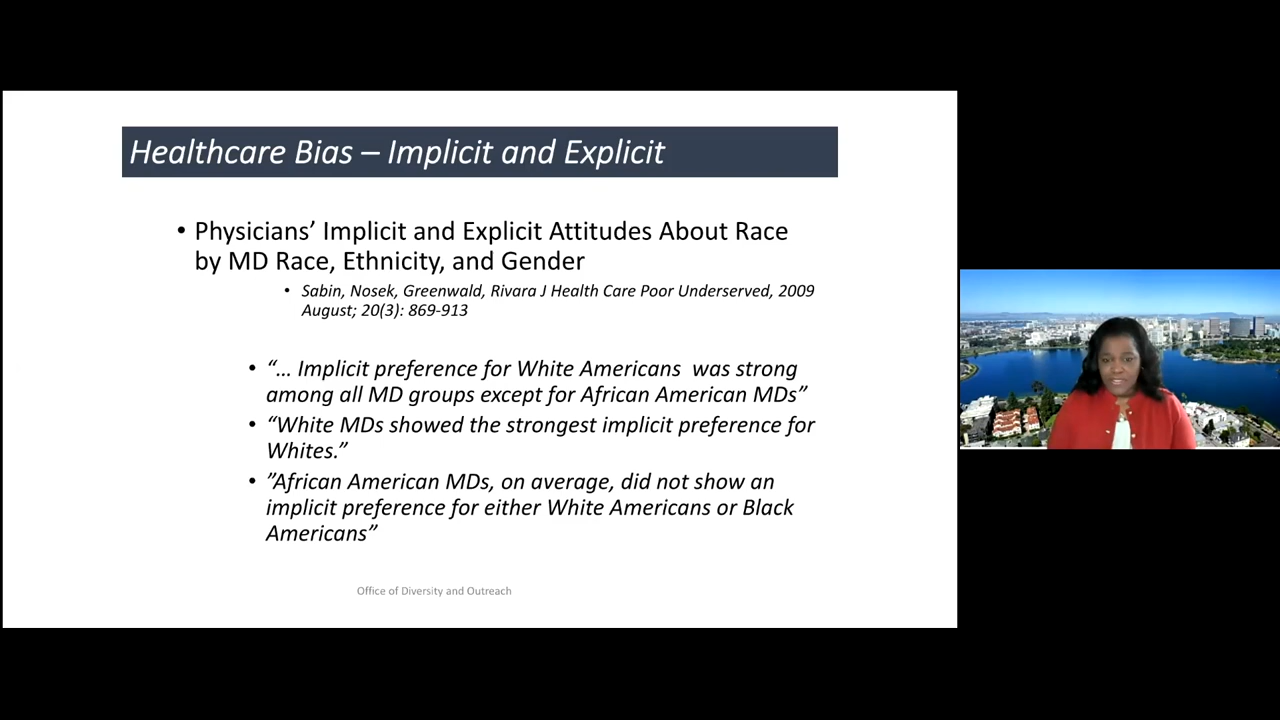 Healthcare Bias – Implicit and Explicit
• Physicians’ Implicit and Explicit Attitudes About Race
by MD Race, Ethnicity, and Gender
• Sabin, Nosek, Greenwald, Rivara J Health Care Poor Underserved, 2009
August; 20(3): 869-913
• “… Implicit preference for White Americans  was strong
among all MD groups except for African American MDs”
• “White MDs showed the strongest implicit preference for
Whites.”
• ”African American MDs, on average, did not show an
implicit preference for either White Americans or Black
Americans”
Office of Diversity and Outreach